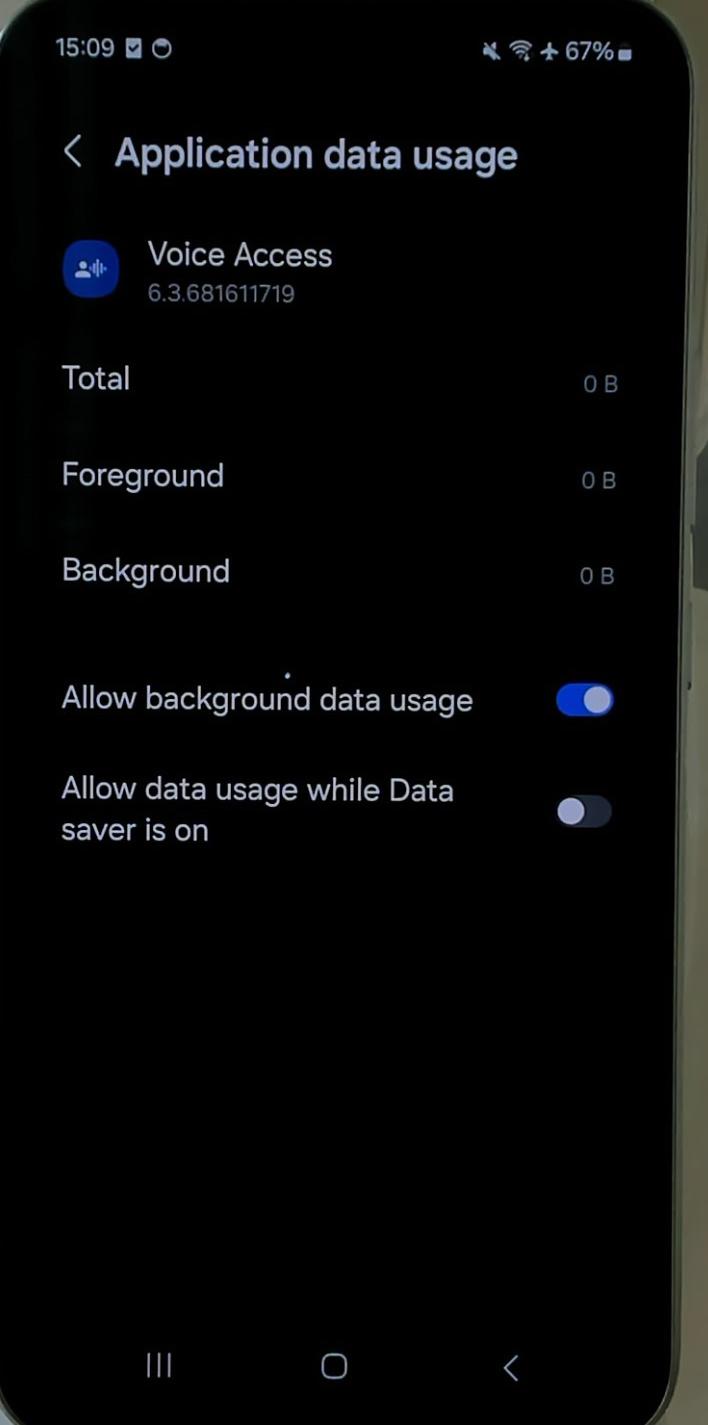 15:09 67%
Application data usage
Voice Access
6.3.681611719
Total 0 B
Foreground 0 B
Background 0 B
Allow background data usage
Allow data usage while Data
saver is on